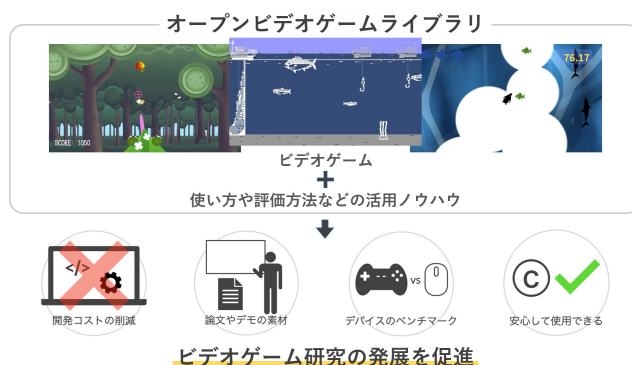 オープンビデオゲームライブラリ
SCORE: 1050
76.17
ビデオゲーム
+
使い方や評価方法などの活用ノウハウ
</>
vs
C
開発コストの削減
論文やデモの素材
デバイスのベンチマーク
安心して使用できる
ビデオゲーム研究の発展を促進